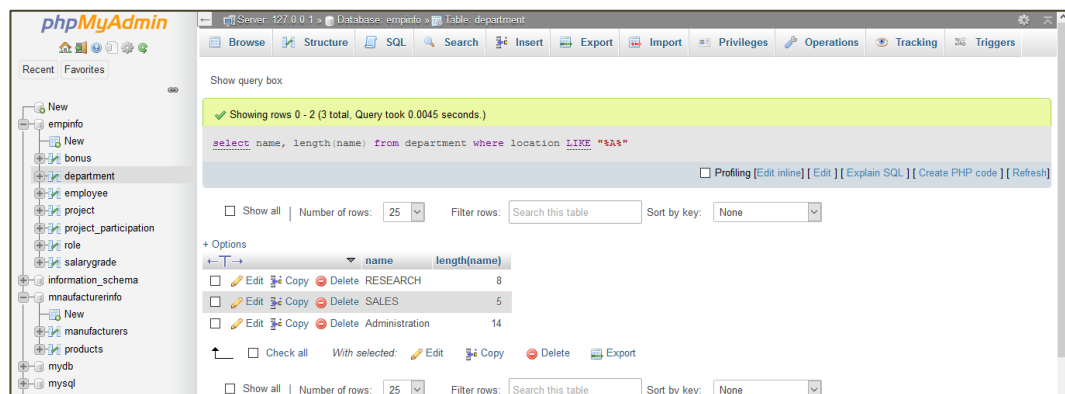 phpMyAdmin
Recent Favorites
New
empinfo
New
bonus
department
employee
project
project_participation
role
salarygrade
information_schema
mnaufacturerinfo
New
manufacturers
products
mydb
mysql
Server: 127.0.0.1 » Database: empinfo » Table: department
Browse Structure SQL Search Insert Export Import Privileges Operations Tracking Triggers
Show query box
Showing rows 0 - 2 (3 total, Query took 0.0045 seconds.)
select name, length(name) from department where location LIKE "%A%"
Profiling [Edit inline] [ Edit ] [ Explain SQL ] [ Create PHP code ] [ Refresh]
Show all | Number of rows: 25 Filter rows: Search this table Sort by key: None
+ Options
←T→ name length(name)
Edit Copy Delete RESEARCH 8
Edit Copy Delete SALES 5
Edit Copy Delete Administration 14
Check all With selected: Edit Copy Delete Export
Show all | Number of rows: 25 Filter rows: Search this table Sort by key: None